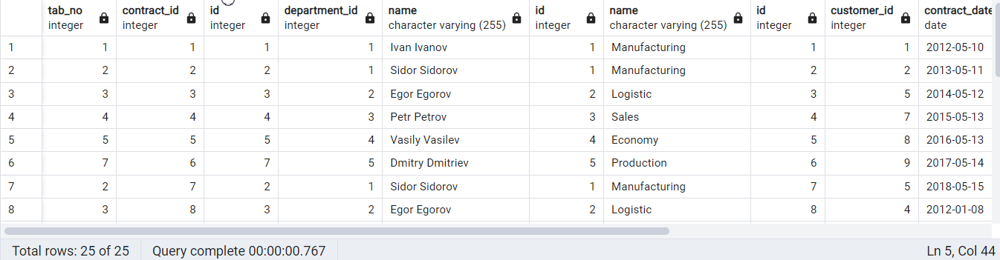 tab_no contract_id id department_id name id name id customer_id contract_date
integer integer integer integer character varying (255) integer character varying (255) integer integer date
1 1 1 1 1 Ivan Ivanov 1 Manufacturing 1 1 2012-05-10
2 2 2 2 1 Sidor Sidorov 1 Manufacturing 2 2 2013-05-11
3 3 3 3 2 Egor Egorov 2 Logistic 3 5 2014-05-12
4 4 4 4 3 Petr Petrov 3 Sales 4 7 2015-05-13
5 5 5 5 4 Vasily Vasilev 4 Economy 5 8 2016-05-13
6 7 6 7 5 Dmitry Dmitriev 5 Production 6 9 2017-05-14
7 2 7 2 1 Sidor Sidorov 1 Manufacturing 7 5 2018-05-15
8 3 8 3 2 Egor Egorov 2 Logistic 8 4 2012-01-08
Total rows: 25 of 25 Query complete 00:00:00.767 Ln 5, Col 44